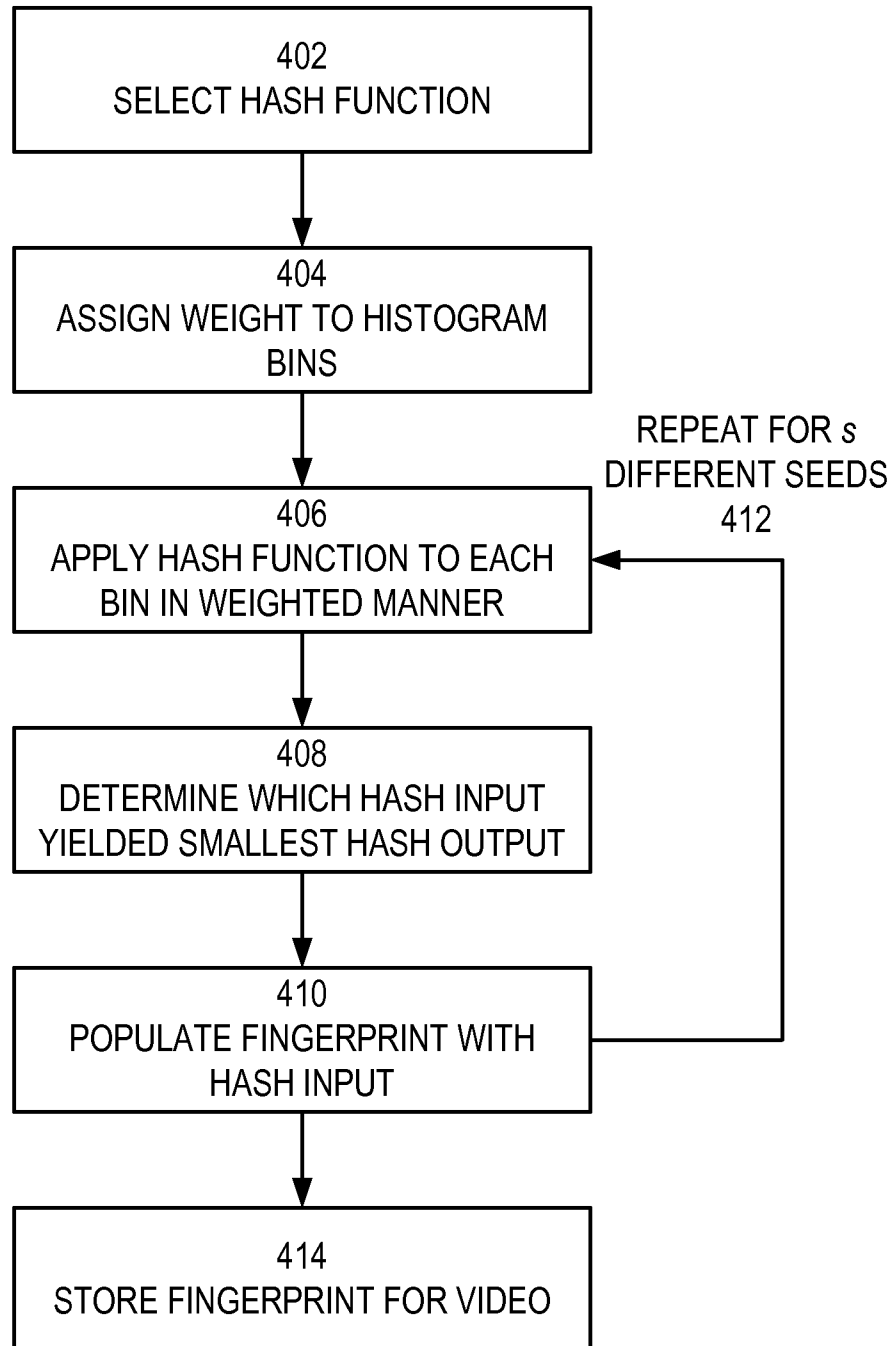 402
SELECT HASH FUNCTION
404
ASSIGN WEIGHT TO HISTOGRAM
BINS
REPEAT FOR s
DIFFERENT SEEDS
412
406
APPLY HASH FUNCTION TO EACH
BIN IN WEIGHTED MANNER
408
DETERMINE WHICH HASH INPUT
YIELDED SMALLEST HASH OUTPUT
410
POPULATE FINGERPRINT WITH
HASH INPUT
414
STORE FINGERPRINT FOR VIDEO